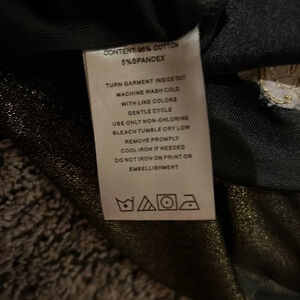 CONTENT: 95% COTTON
5%SPANDEX
TURN GARMENT INSIDE OUT
MACHINE WASH COLD
WITH LIKE COLORS
GENTLE CYCLE
USE ONLY NON-CHLORINE
BLEACH TUMBLE DRY LOW
REMOVE PROMPLY
COOL IRON IF NEEDED
DO NOT IRON ON PRINT OR
EMBELLISHMENT